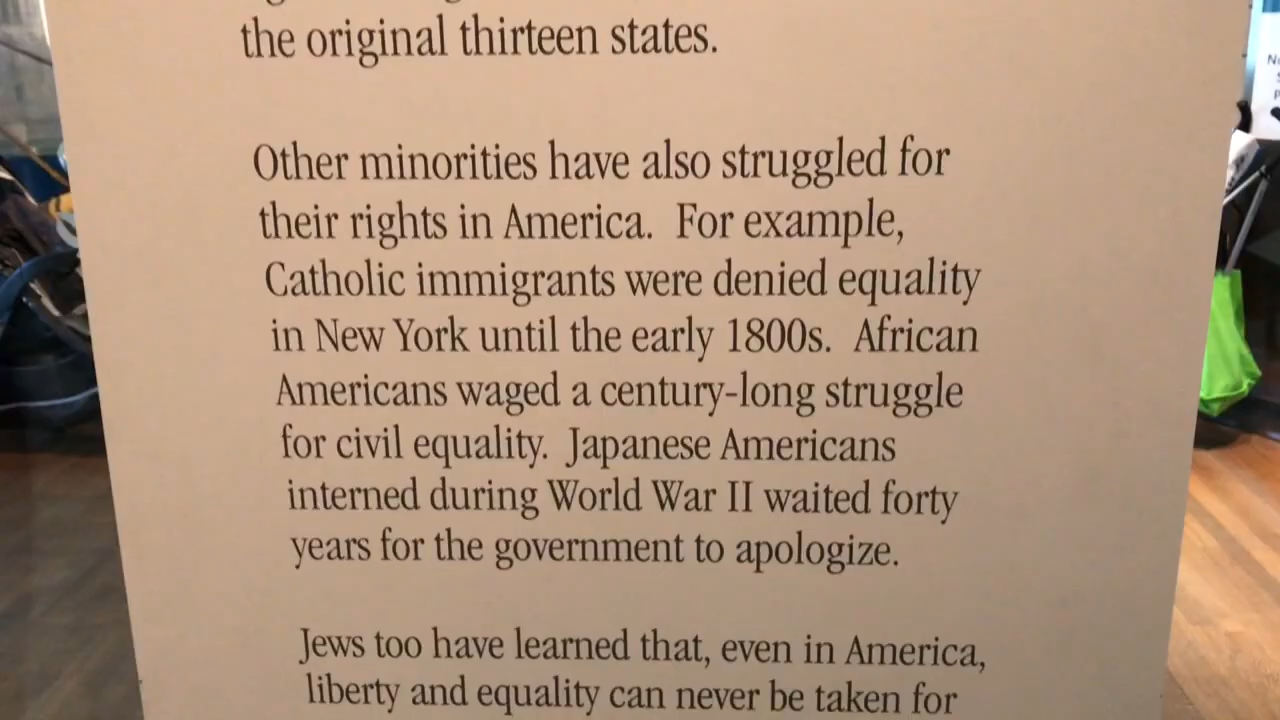 the original thirteen states.
Other minorities have also struggled for
their rights in America. For example,
Catholic immigrants were denied equality
in New York until the early 1800s. African
Americans waged a century-long struggle
for civil equality. Japanese Americans
interned during World War II waited forty
years for the government to apologize.
Jews too have learned that, even in America,
liberty and equality can never be taken for